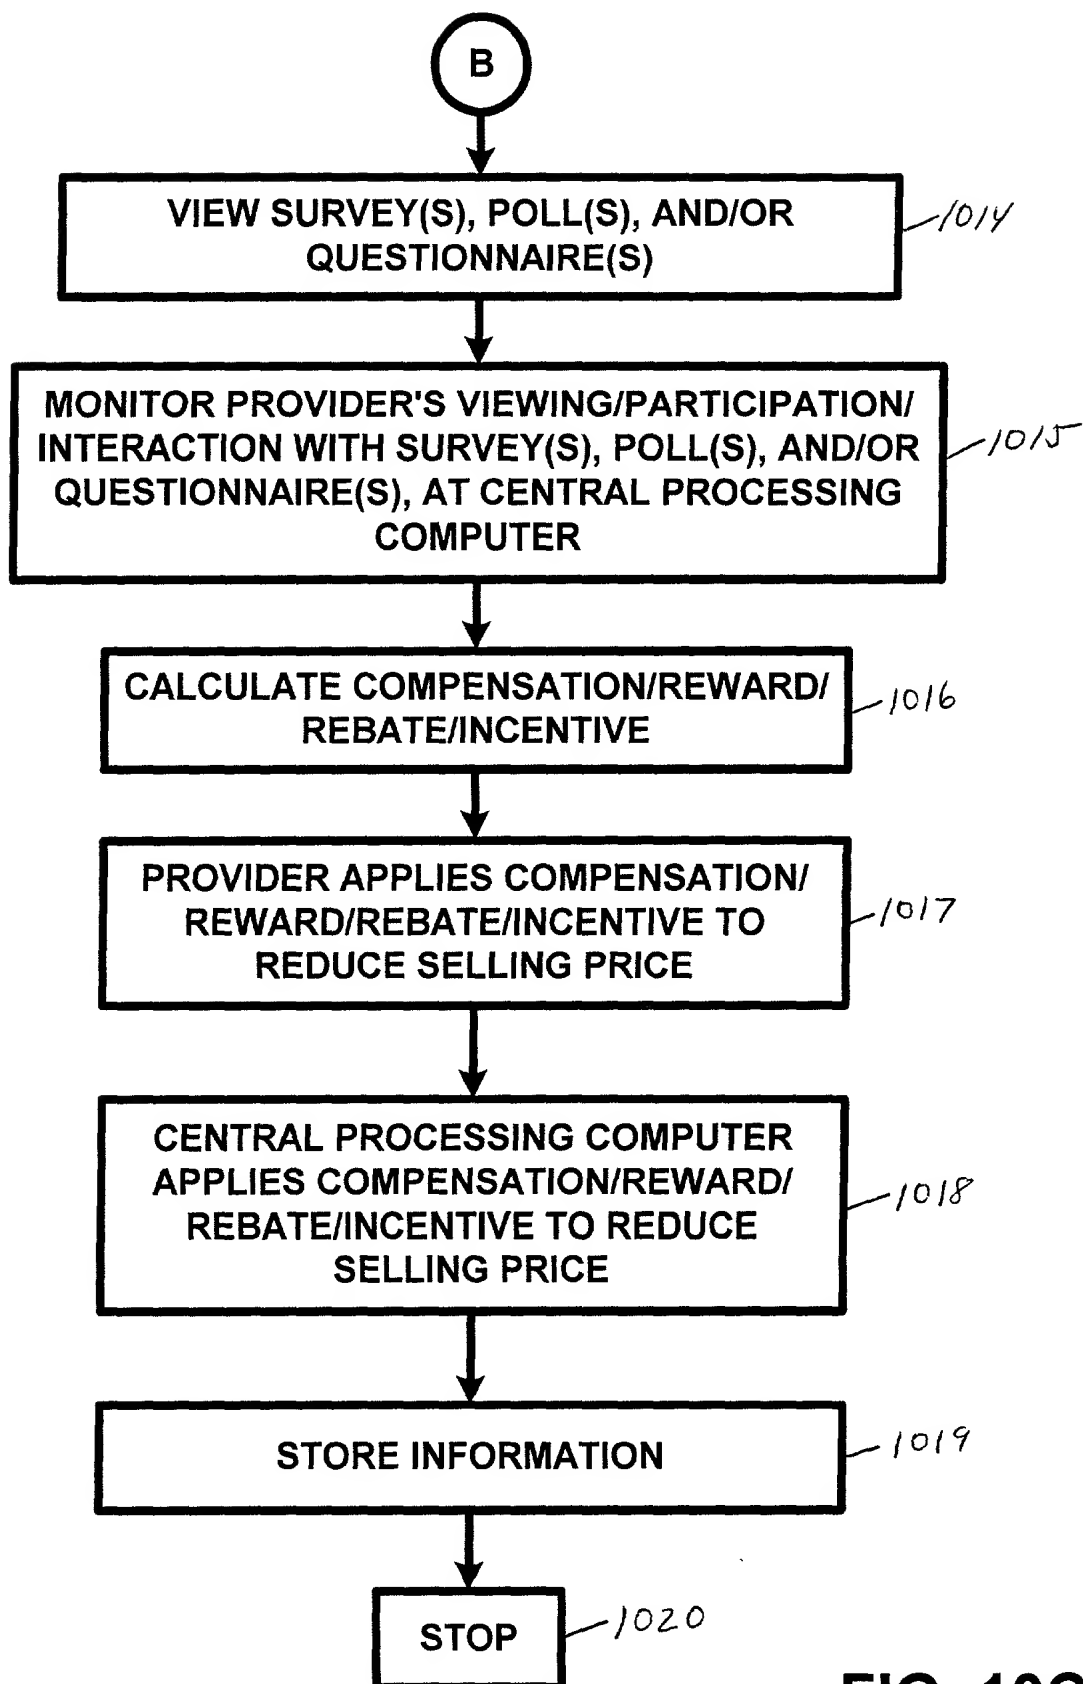 B
VIEW SURVEY(S), POLL(S), AND/OR
QUESTIONNAIRE(S)
1014
MONITOR PROVIDER'S VIEWING/PARTICIPATION/
INTERACTION WITH SURVEY(S), POLL(S), AND/OR
QUESTIONNAIRE(S), AT CENTRAL PROCESSING
COMPUTER
1015
CALCULATE COMPENSATION/REWARD/
REBATE/INCENTIVE
1016
PROVIDER APPLIES COMPENSATION/
REWARD/REBATE/INCENTIVE TO
REDUCE SELLING PRICE
1017
CENTRAL PROCESSING COMPUTER
APPLIES COMPENSATION/REWARD/
REBATE/INCENTIVE TO REDUCE
SELLING PRICE
1018
STORE INFORMATION
1019
STOP
1020
FIG. 10C